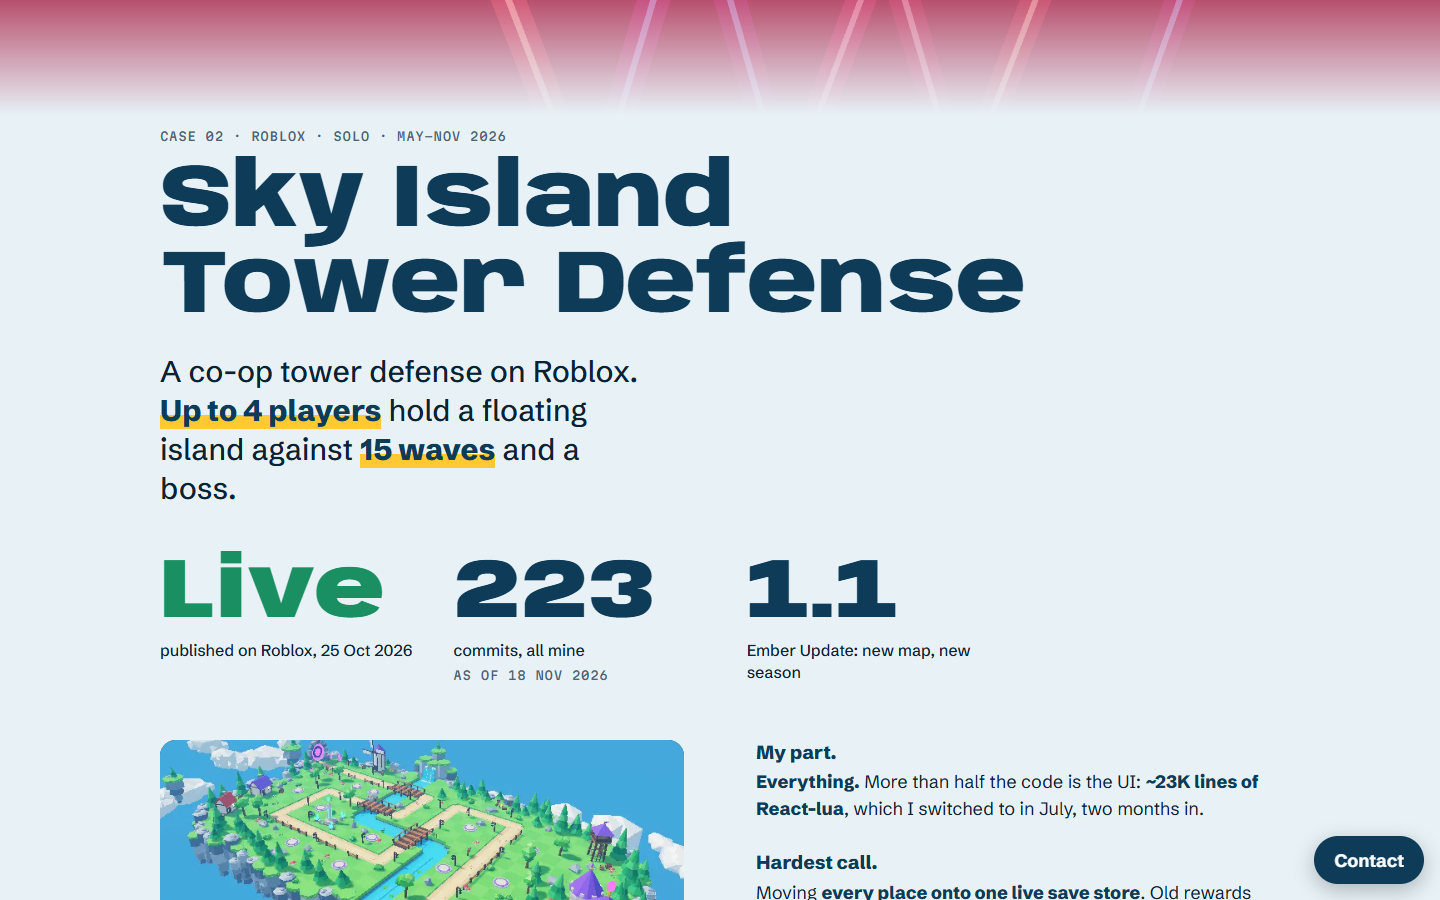 CASE 02 · ROBLOX · SOLO · MAY–NOV 2026
Sky Island
Tower Defense
A co-op tower defense on Roblox.
Up to 4 players hold a floating
island against 15 waves and a
boss.
Live
published on Roblox, 25 Oct 2026
223
commits, all mine
AS OF 18 NOV 2026
1.1
Ember Update: new map, new
season
My part.
Everything. More than half the code is the UI: ~23K lines of
React-lua, which I switched to in July, two months in.
Hardest call.
Moving every place onto one live save store. Old rewards
Contact